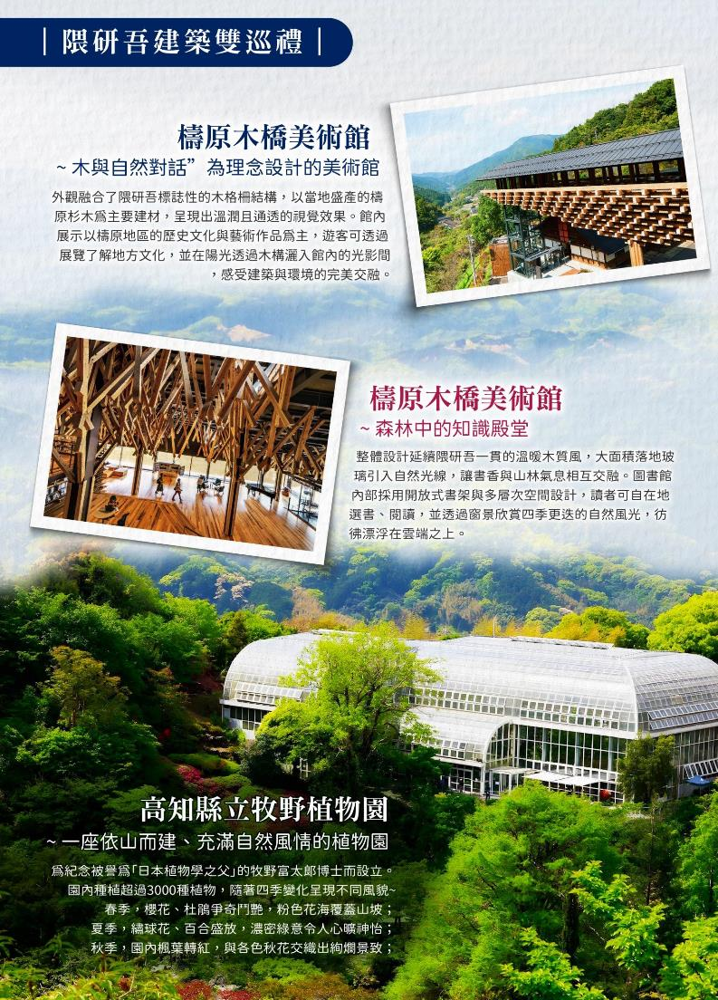 ｜隈研吾建築雙巡禮｜
檮原木橋美術館
~ 木與自然對話”為理念設計的美術館
外觀融合了隈研吾標誌性的木格柵結構，以當地盛產的檮
原杉木爲主要建材，呈現出溫潤且通透的視覺效果。館內
展示以檮原地區的歷史文化與藝術作品爲主，遊客可透過
展覽了解地方文化，並在陽光透過木構灑入館內的光影間
，感受建築與環境的完美交融。
檮原木橋美術館
~ 森林中的知識殿堂
整體設計延續隈研吾一貫的溫暖木質風，大面積落地玻
璃引入自然光線，讓書香與山林氣息相互交融。圖書館
內部採用開放式書架與多層次空間設計，讀者可自在地
選書、閱讀，並透過窗景欣賞四季更迭的自然風光，彷
彿漂浮在雲端之上。
高知縣立牧野植物園
~ 一座依山而建、充滿自然風情的植物園
爲紀念被譽爲「日本植物學之父」的牧野富太郎博士而設立。
園內種植超過3000種植物，隨著四季變化呈現不同風貌~
春季，櫻花、杜鵑爭奇鬥艷，粉色花海覆蓋山坡；
夏季，繡球花、百合盛放，濃密綠意令人心曠神怡；
秋季，園內楓葉轉紅，與各色秋花交織出絢爛景致；